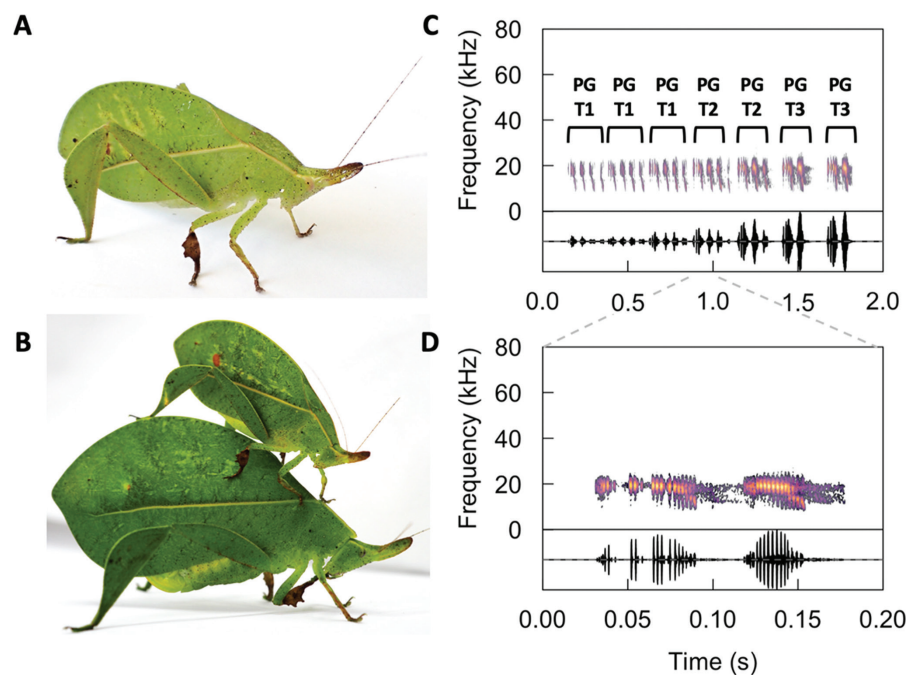 A
B
C
Frequency (kHz)
80
60
40
20
0
PG PG PG PG PG PG PG
T1 T1 T1 T2 T2 T3 T3
0.0 0.5 1.0 1.5 2.0
D
Frequency (kHz)
80
60
40
20
0
0.00 0.05 0.10 0.15 0.20
Time (s)